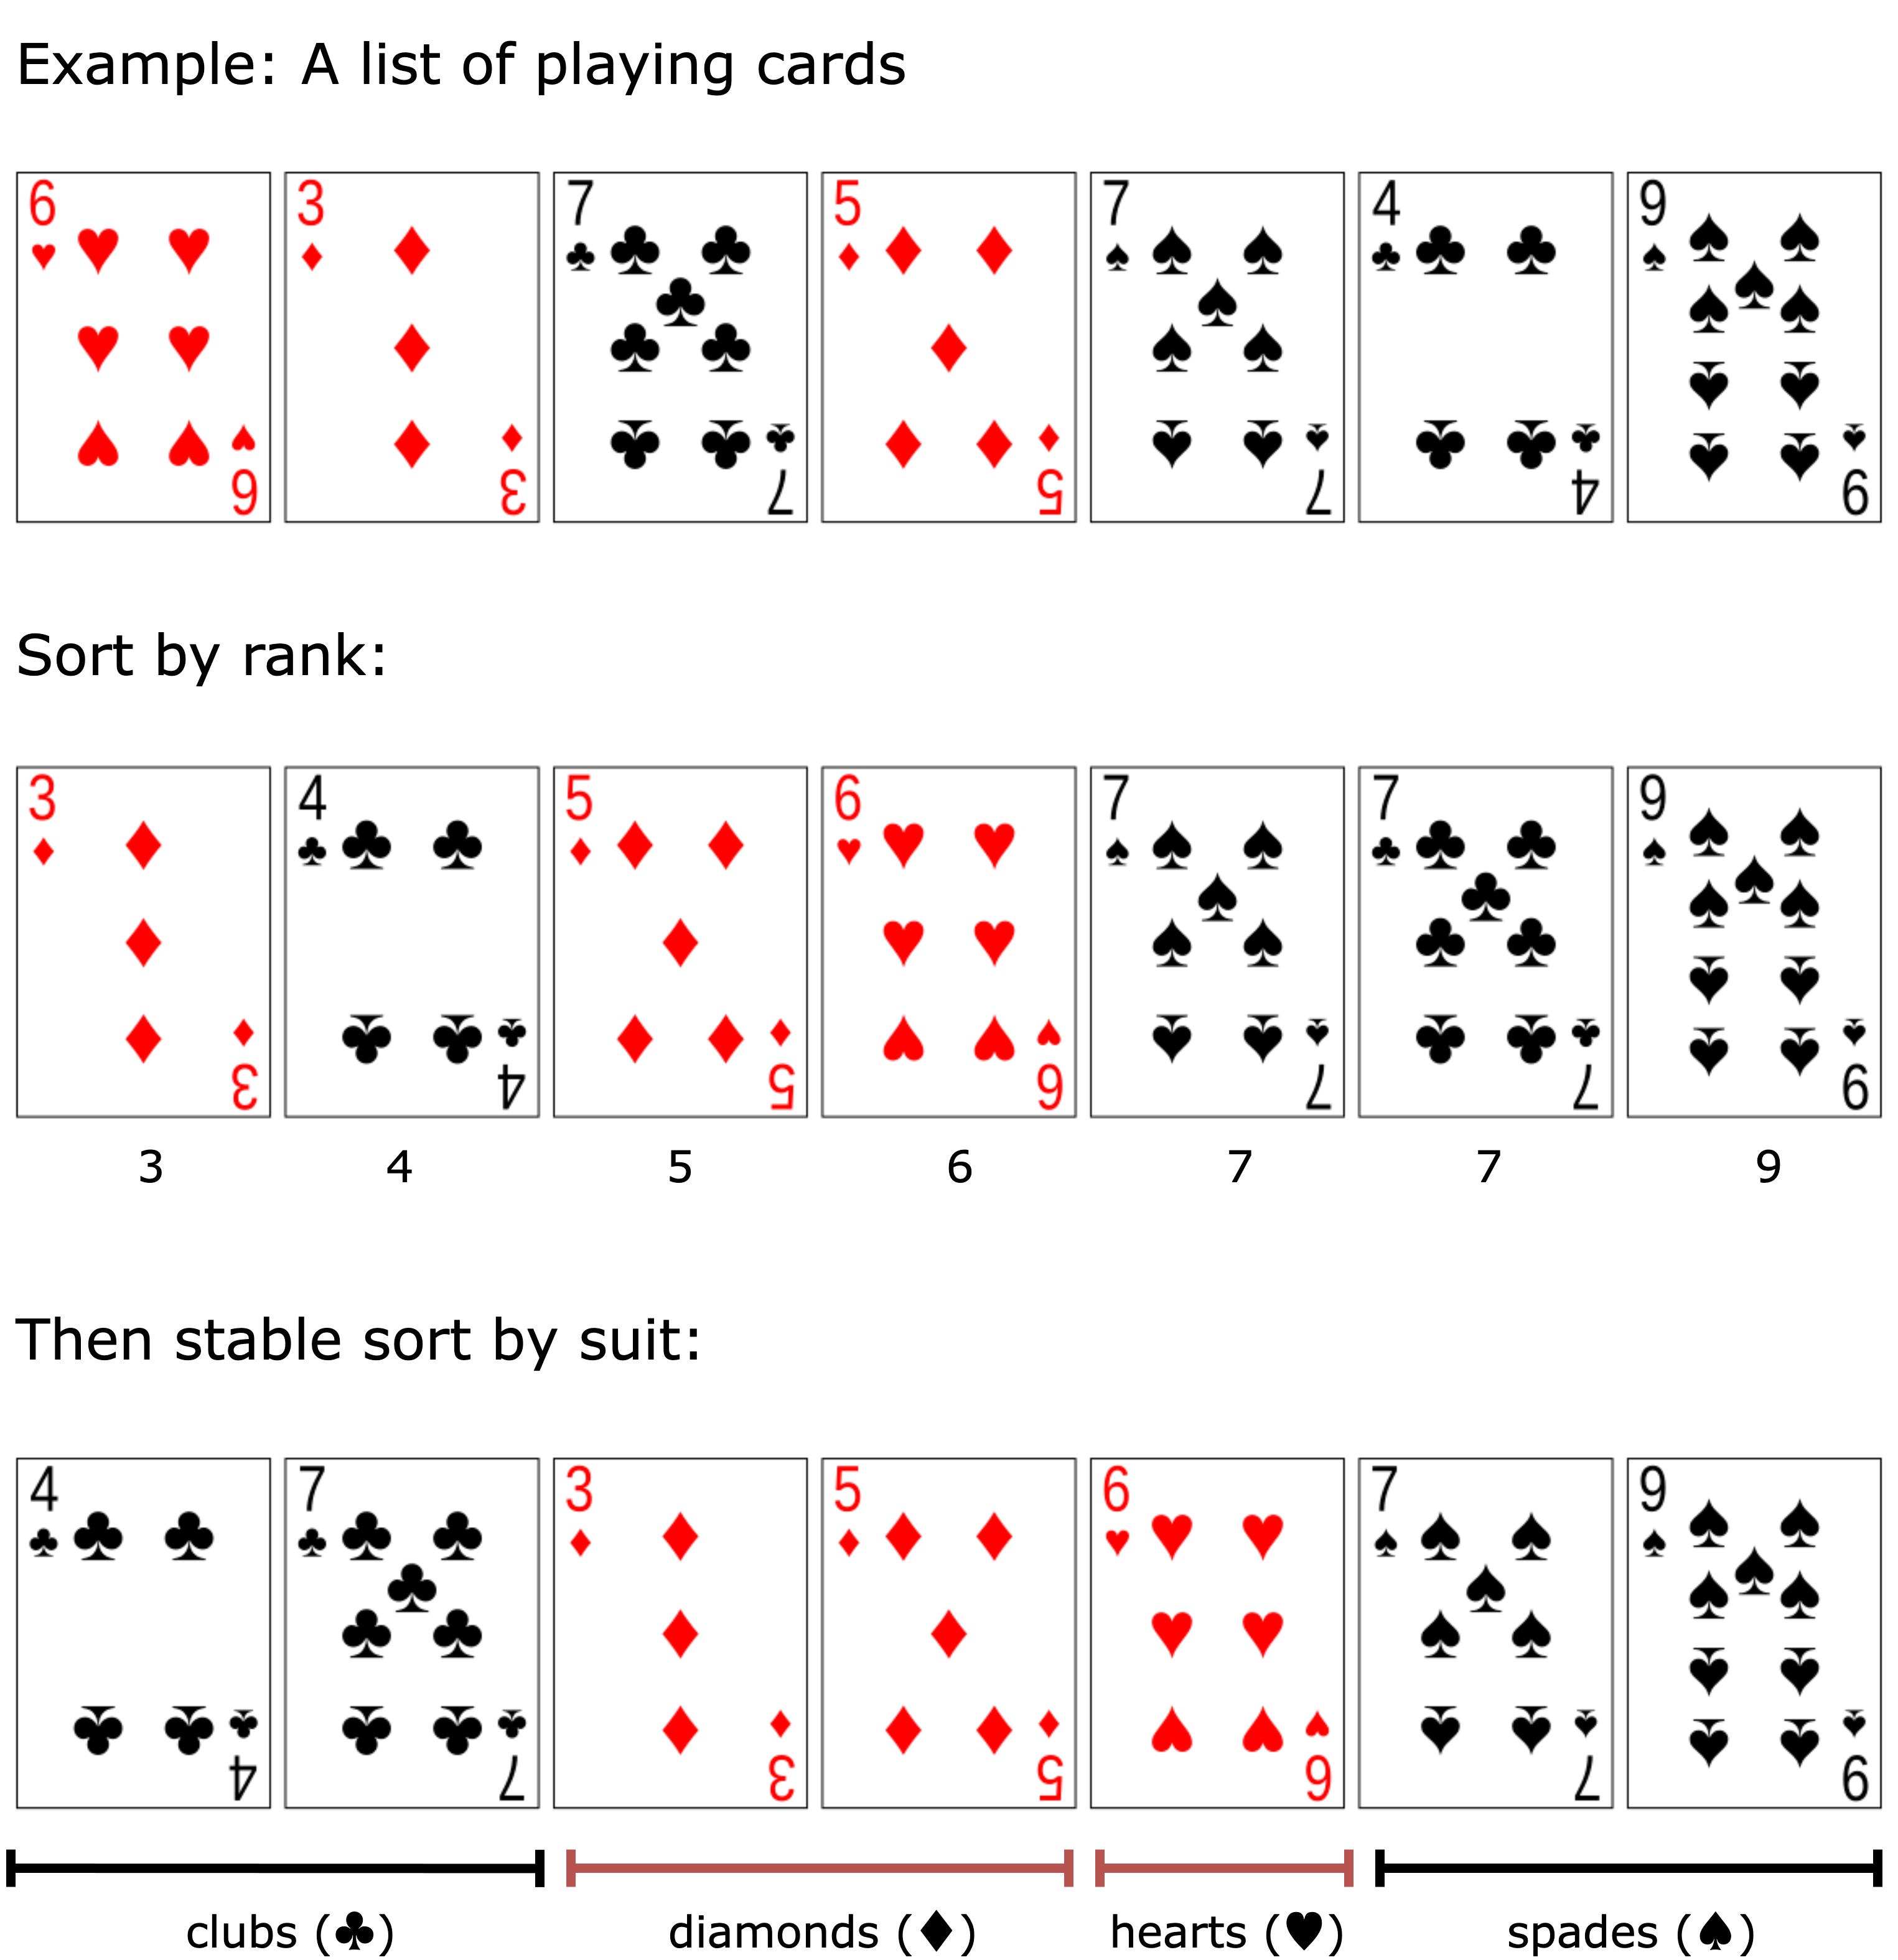 Example: A list of playing cards
6 3 7 5 7 4 9
6 3 7 5 7 4 9
Sort by rank:
3 4 5 6 7 7 9
3 4 5 6 7 7 9
3 4 5 6 7 7 9
Then stable sort by suit:
4 7 3 5 6 7 9
4 7 3 5 6 7 9
clubs (♣) diamonds (♦) hearts (♥) spades (♠)